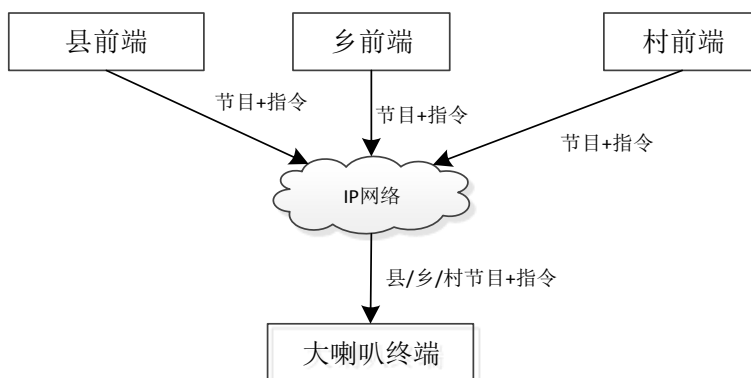 县前端
乡前端
村前端
节目+指令
节目+指令
节目+指令
IP网络
县/乡/村节目+指令
大喇叭终端